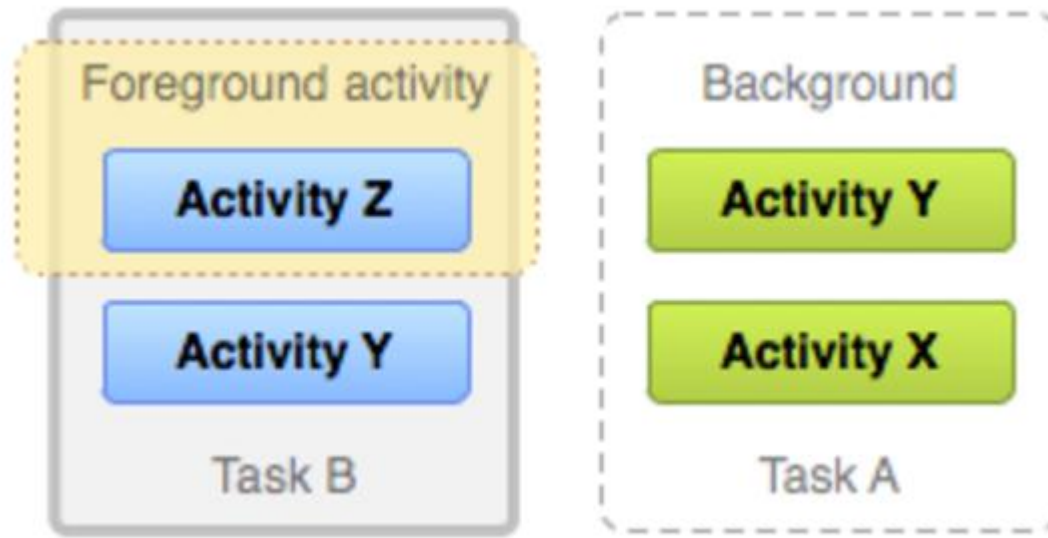 Foreground activity
Activity Z
Activity Y
Task B
Background
Activity Y
Activity X
Task A